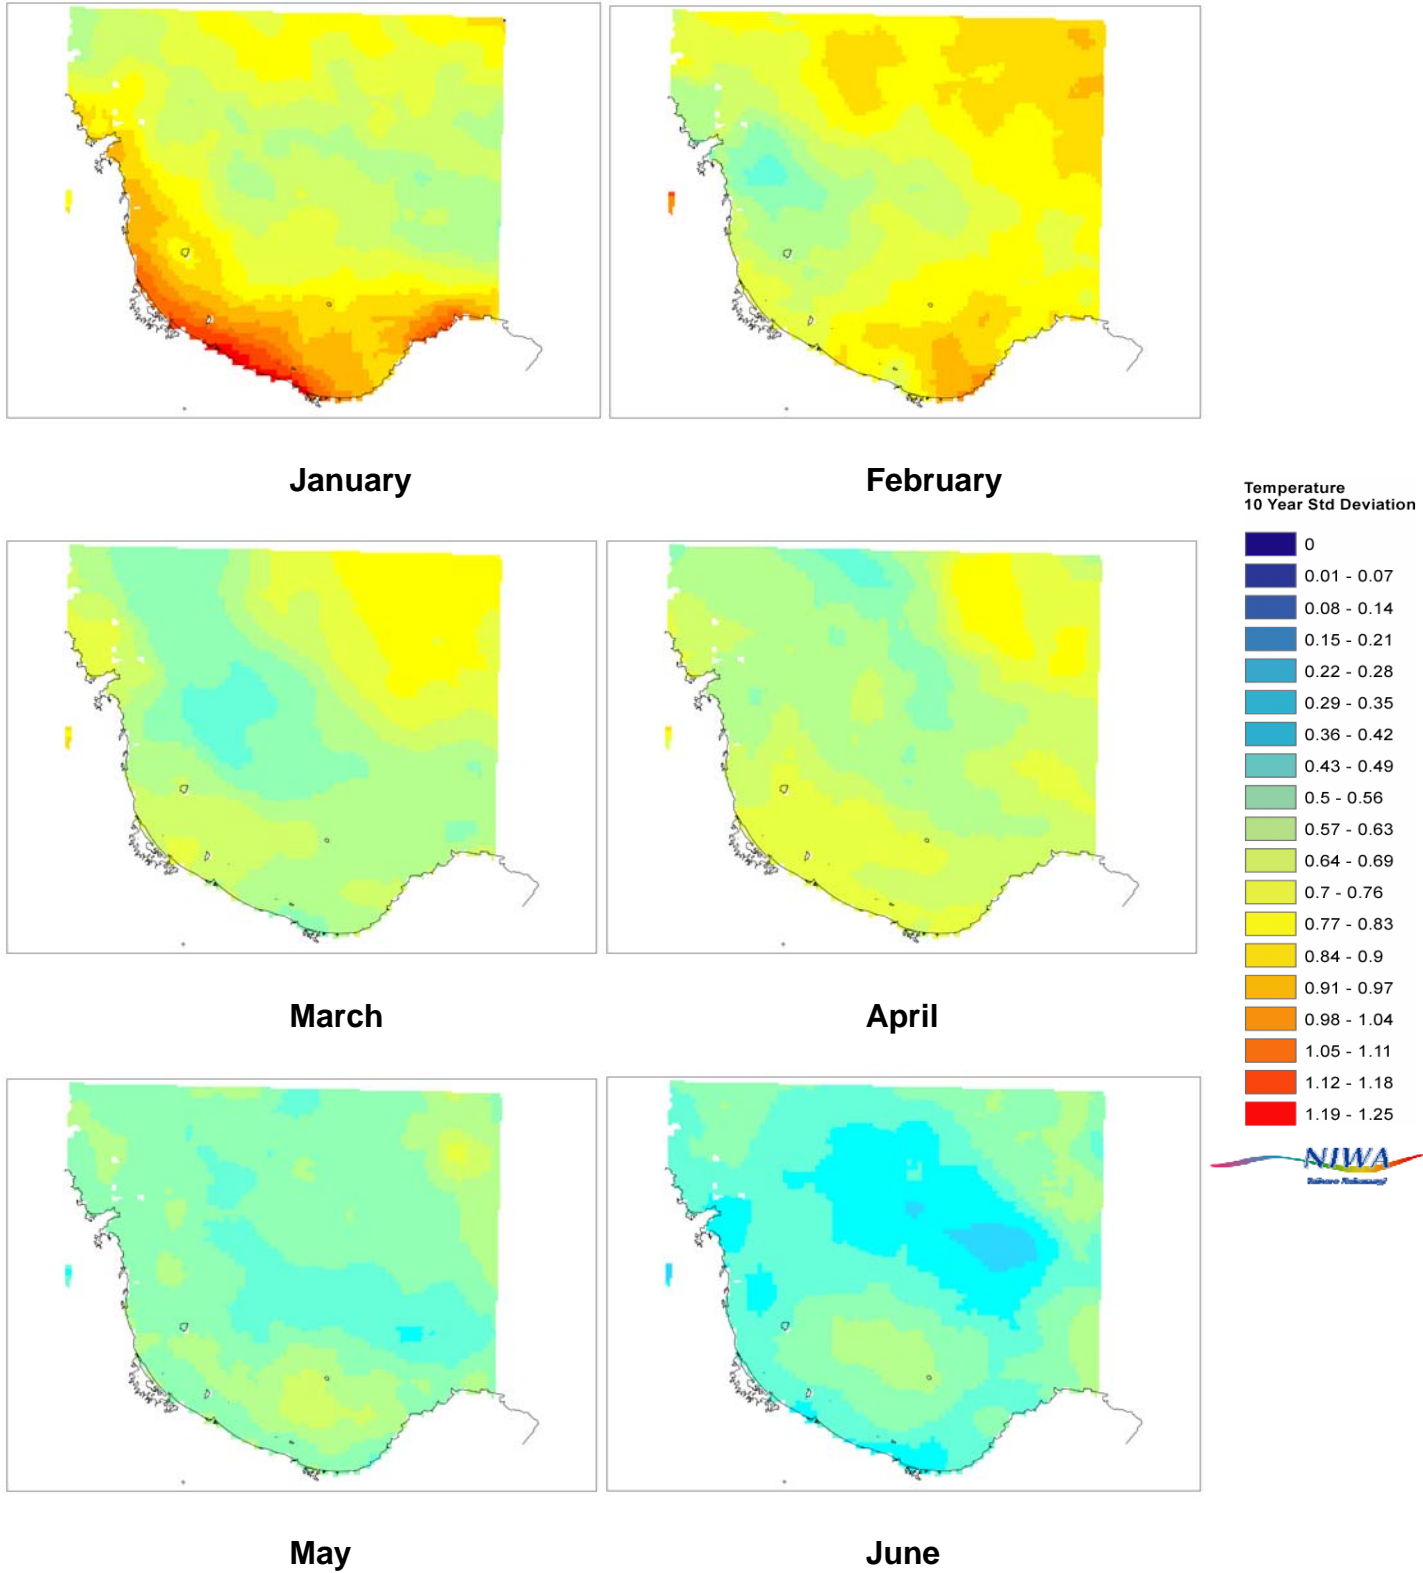 January
February
Temperature
10 Year Std Deviation
0
0.01 - 0.07
0.08 - 0.14
0.15 - 0.21
0.22 - 0.28
0.29 - 0.35
0.36 - 0.42
0.43 - 0.49
0.5 - 0.56
0.57 - 0.63
0.64 - 0.69
0.7 - 0.76
0.77 - 0.83
0.84 - 0.9
0.91 - 0.97
0.98 - 1.04
1.05 - 1.11
1.12 - 1.18
1.19 - 1.25
NIWA
March
April
May
June